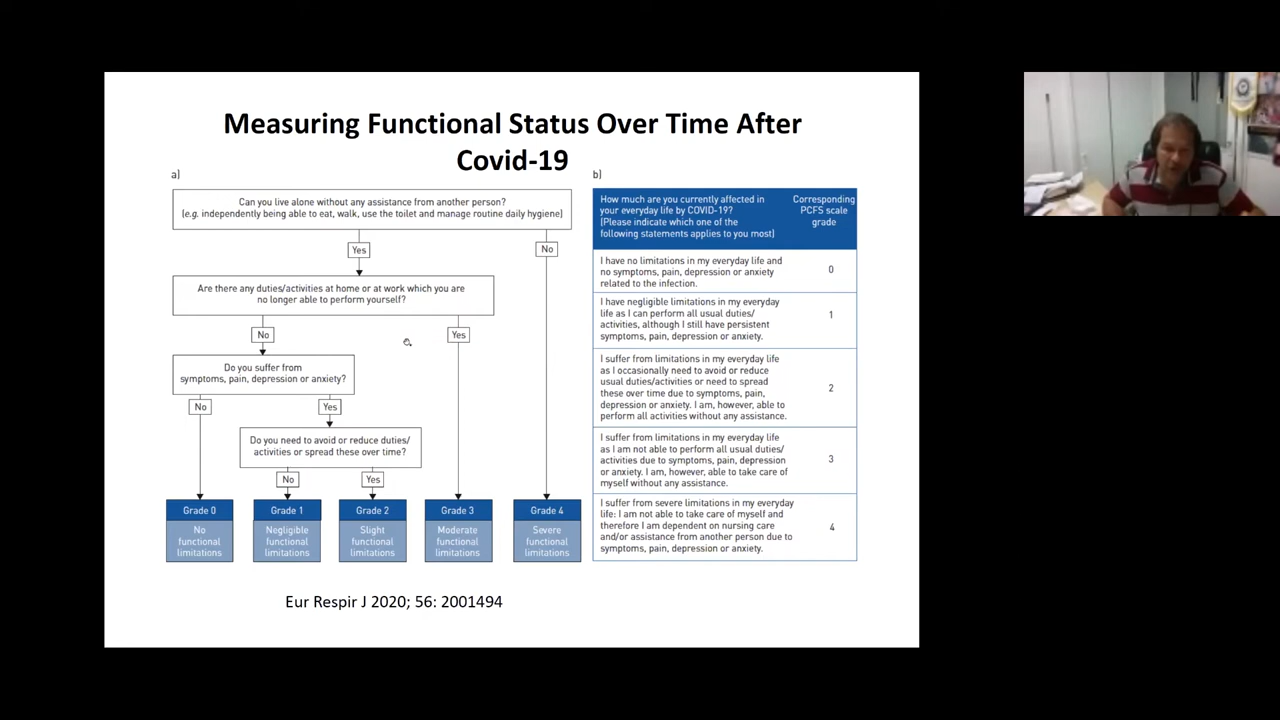 Measuring Functional Status Over Time After
Covid-19
a)
Can you live alone without any assistance from another person?
(e.g. independently being able to eat, walk, use the toilet and manage routine daily hygiene)
Yes
No
Are there any duties/activities at home or at work which you are
no longer able to perform yourself?
No
Yes
Do you suffer from
symptoms, pain, depression or anxiety?
No
Yes
Do you need to avoid or reduce duties/
activities or spread these over time?
No
Yes
Grade 0
No
functional
limitations
Grade 1
Negligible
functional
limitations
Grade 2
Slight
functional
limitations
Grade 3
Moderate
functional
limitations
Grade 4
Severe
functional
limitations
b)
How much are you currently affected in
your everyday life by COVID-19?
(Please indicate which one of the
following statements applies to you most)
Corresponding
PCFS scale
grade
I have no limitations in my everyday life and
no symptoms, pain, depression or anxiety
related to the infection.
0
I have negligible limitations in my everyday
life as I can perform all usual duties/
activities, although I still have persistent
symptoms, pain, depression or anxiety.
1
I suffer from limitations in my everyday life
as I occasionally need to avoid or reduce
usual duties/activities or need to spread
these over time due to symptoms, pain,
depression or anxiety. I am, however, able to
perform all activities without any assistance.
2
I suffer from limitations in my everyday life
as I am not able to perform all usual duties/
activities due to symptoms, pain, depression
or anxiety. I am, however, able to take care of
myself without any assistance.
3
I suffer from severe limitations in my everyday
life: I am not able to take care of myself and
therefore I am dependent on nursing care
and/or assistance from another person due to
symptoms, pain, depression or anxiety.
4
Eur Respir J 2020; 56: 2001494